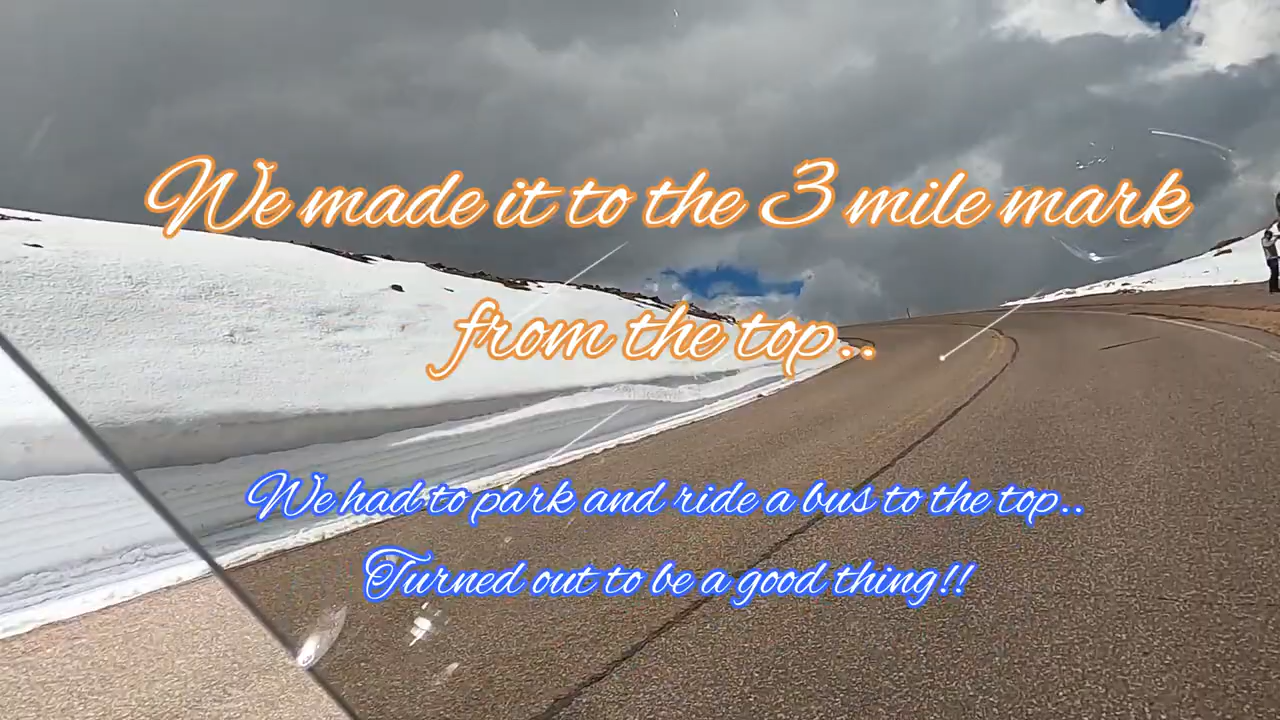 We made it to the 3 mile mark
from the top..
We had to park and ride a bus to the top..
Turned out to be a good thing!!